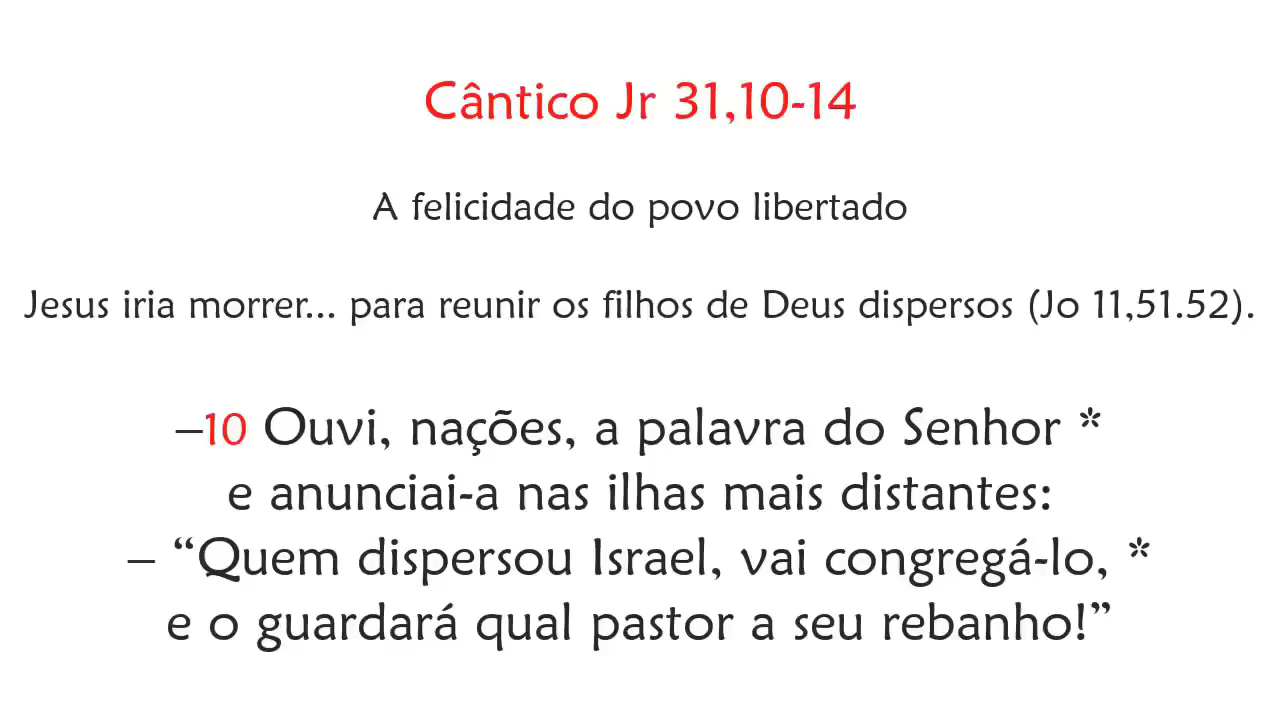 Cântico Jr 31,10-14
A felicidade do povo libertado
Jesus iria morrer... para reunir os filhos de Deus dispersos (Jo 11,51.52).
–10 Ouvi, nações, a palavra do Senhor *
e anunciai-a nas ilhas mais distantes:
– “Quem dispersou Israel, vai congregá-lo, *
e o guardará qual pastor a seu rebanho!”